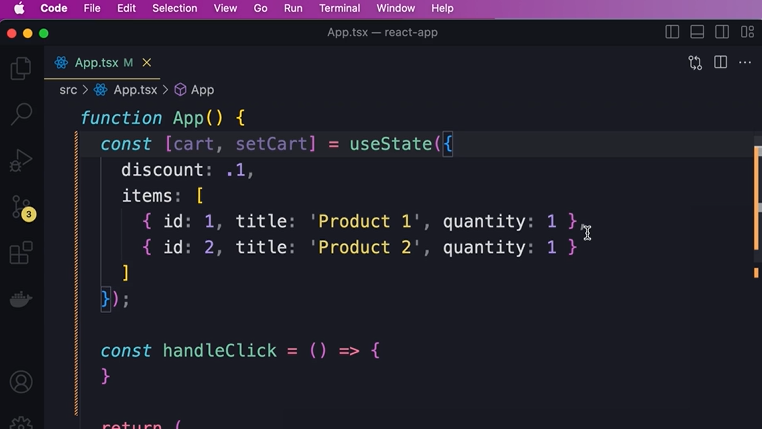 Code File Edit Selection View Go Run Terminal Window Help
App.tsx — react-app
App.tsx M
src > App.tsx > App
function App() {
const [cart, setCart] = useState({
discount: .1,
items: [
{ id: 1, title: 'Product 1', quantity: 1 },
{ id: 2, title: 'Product 2', quantity: 1 }
]
});
3
const handleClick = () => {
}
return (